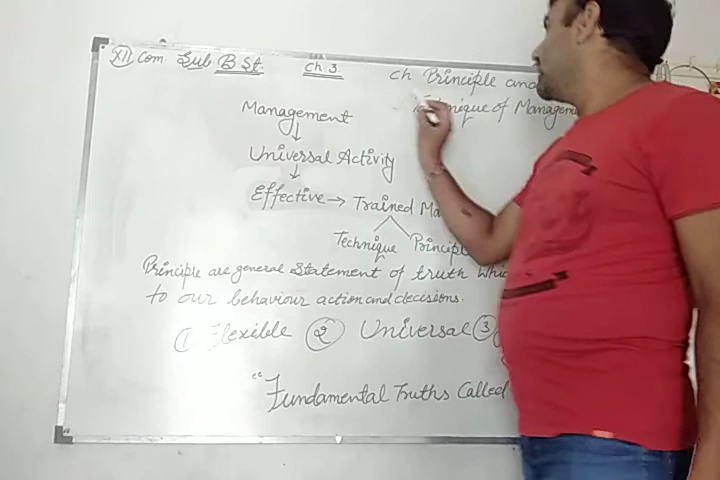 XI Com Sub B St. Ch 3.
Ch Principle and
Technique of Managem
Management
↓
Universal Activity
↓
Effective → Trained Ma
Technique Principle
Principle are general Statement of truth Whic
to our behaviour action and decisions.
① Flexible ② Universal ③
" Fundamental Truths Called